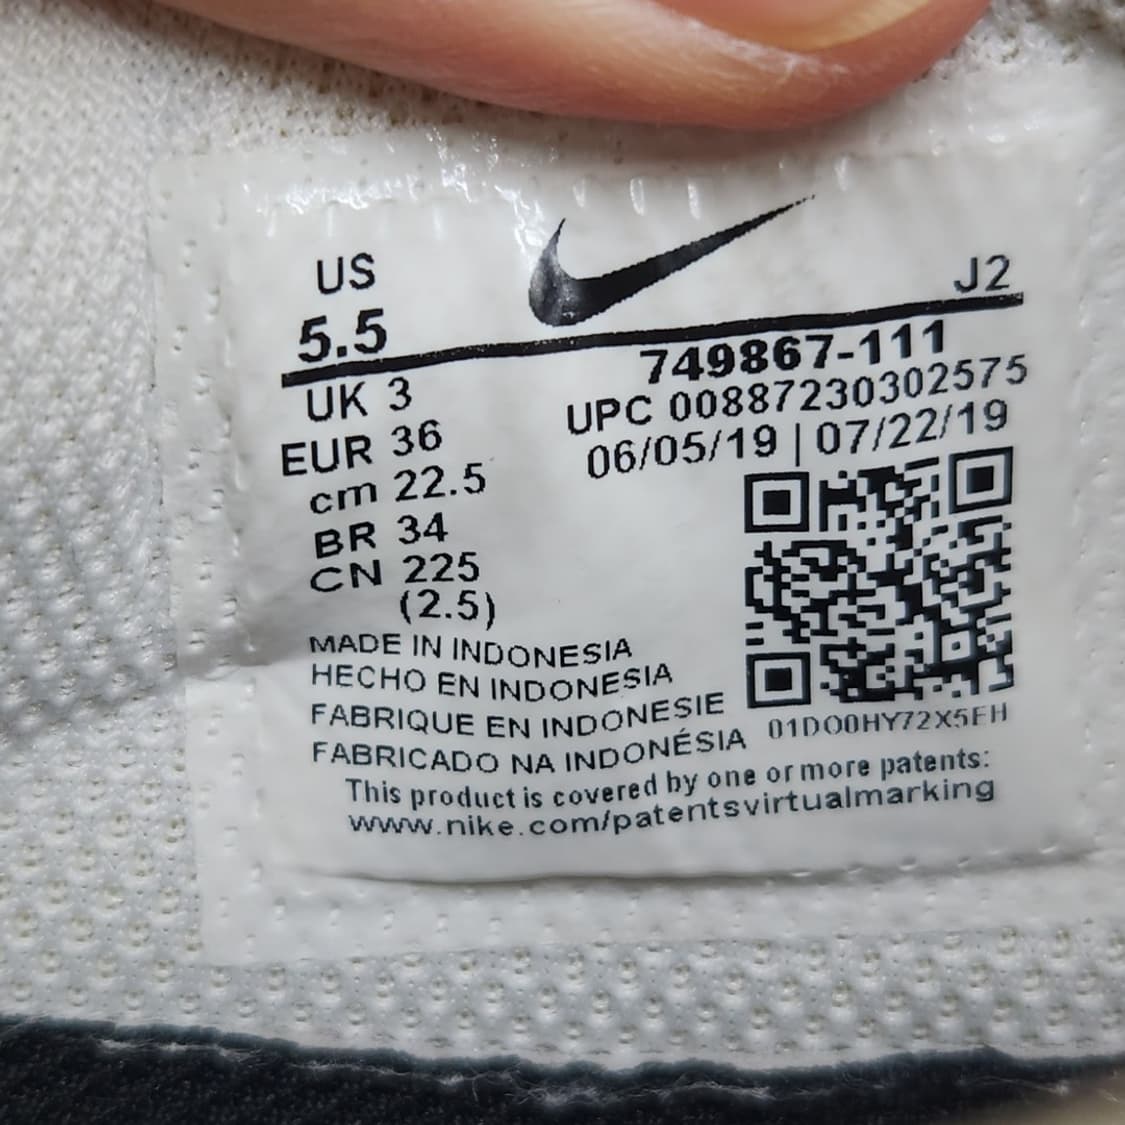 US
J2
5.5
749867-111
UK 3
UPC 00887230302575
EUR 36
06/05/19 | 07/22/19
cm 22.5
BR 34
CN 225
(2.5)
MADE IN INDONESIA
HECHO EN INDONESIA
FABRIQUE EN INDONESIE
FABRICADO NA INDONÉSIA
01DO0HY72X5EH
This product is covered by one or more patents:
www.nike.com/patentsvirtualmarking